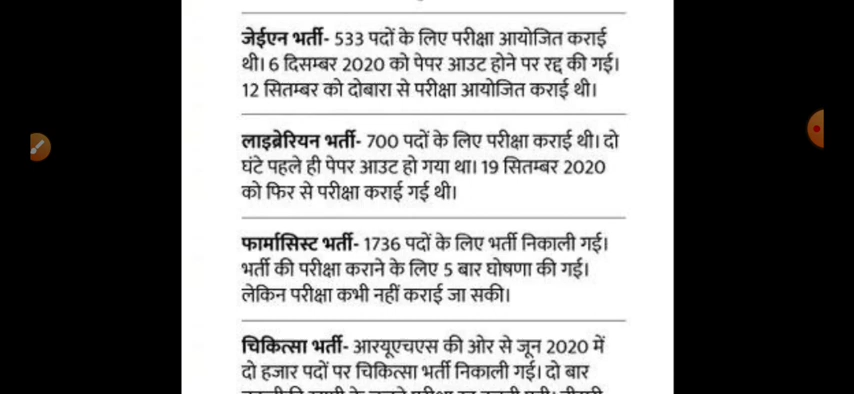 जेईएन भर्ती- 533 पदों के लिए परीक्षा आयोजित कराई
थी। 6 दिसम्बर 2020 को पेपर आउट होने पर रद्द की गई।
12 सितम्बर को दोबारा से परीक्षा आयोजित कराई थी।
लाइब्रेरियन भर्ती- 700 पदों के लिए परीक्षा कराई थी। दो
घंटे पहले ही पेपर आउट हो गया था। 19 सितम्बर 2020
को फिर से परीक्षा कराई गई थी।
फार्मासिस्ट भर्ती- 1736 पदों के लिए भर्ती निकाली गई।
भर्ती की परीक्षा कराने के लिए 5 बार घोषणा की गई।
लेकिन परीक्षा कभी नहीं कराई जा सकी।
चिकित्सा भर्ती- आरयूएचएस की ओर से जून 2020 में
दो हजार पदों पर चिकित्सा भर्ती निकाली गई। दो बार